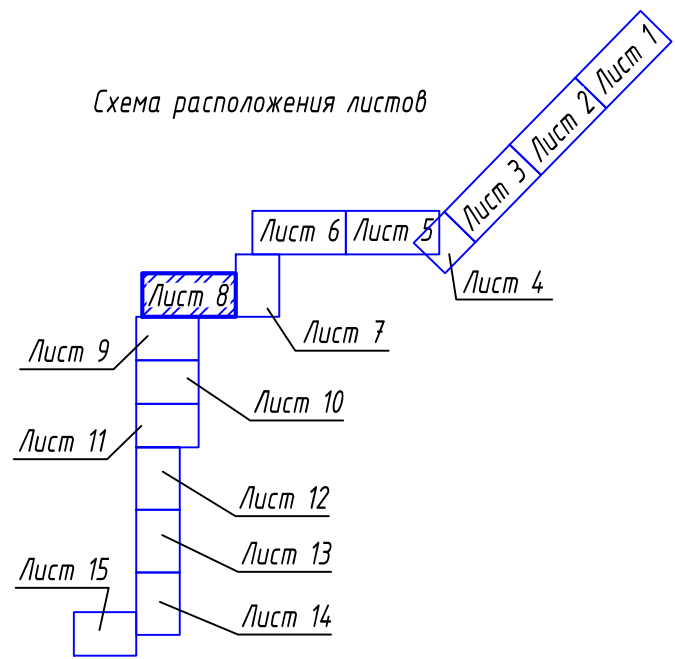 Схема расположения листов
Лист 1
Лист 2
Лист 3
Лист 4
Лист 5
Лист 6
Лист 7
Лист 8
Лист 9
Лист 10
Лист 11
Лист 12
Лист 13
Лист 14
Лист 15